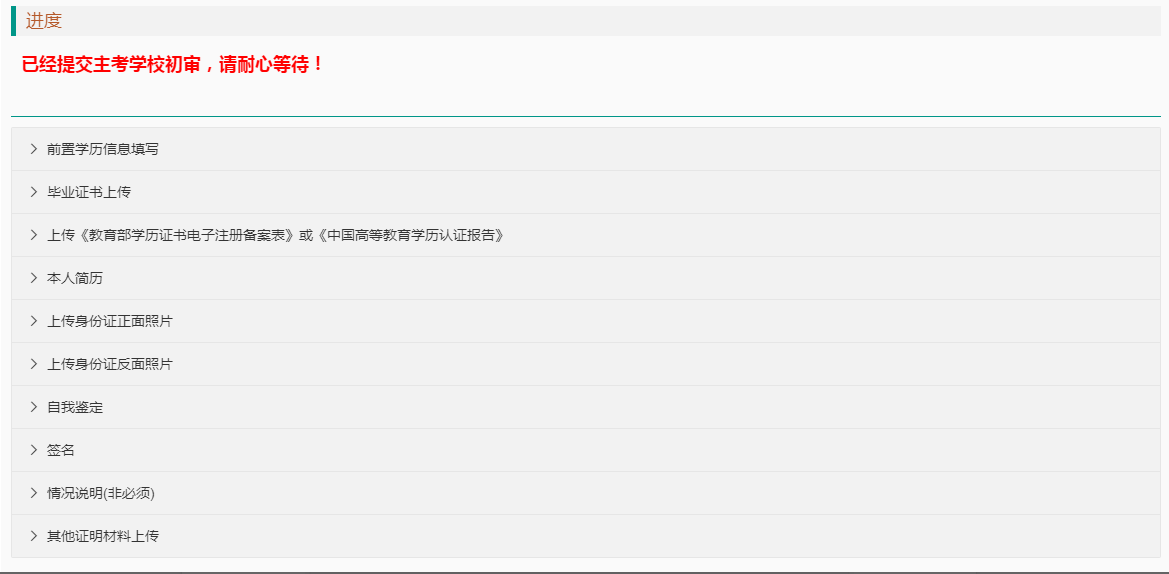 进度
已经提交主考学校初审，请耐心等待！
前置学历信息填写
毕业证书上传
上传《教育部学历证书电子注册备案表》或《中国高等教育学历认证报告》
本人简历
上传身份证正面照片
上传身份证反面照片
自我鉴定
签名
情况说明(非必须)
其他证明材料上传